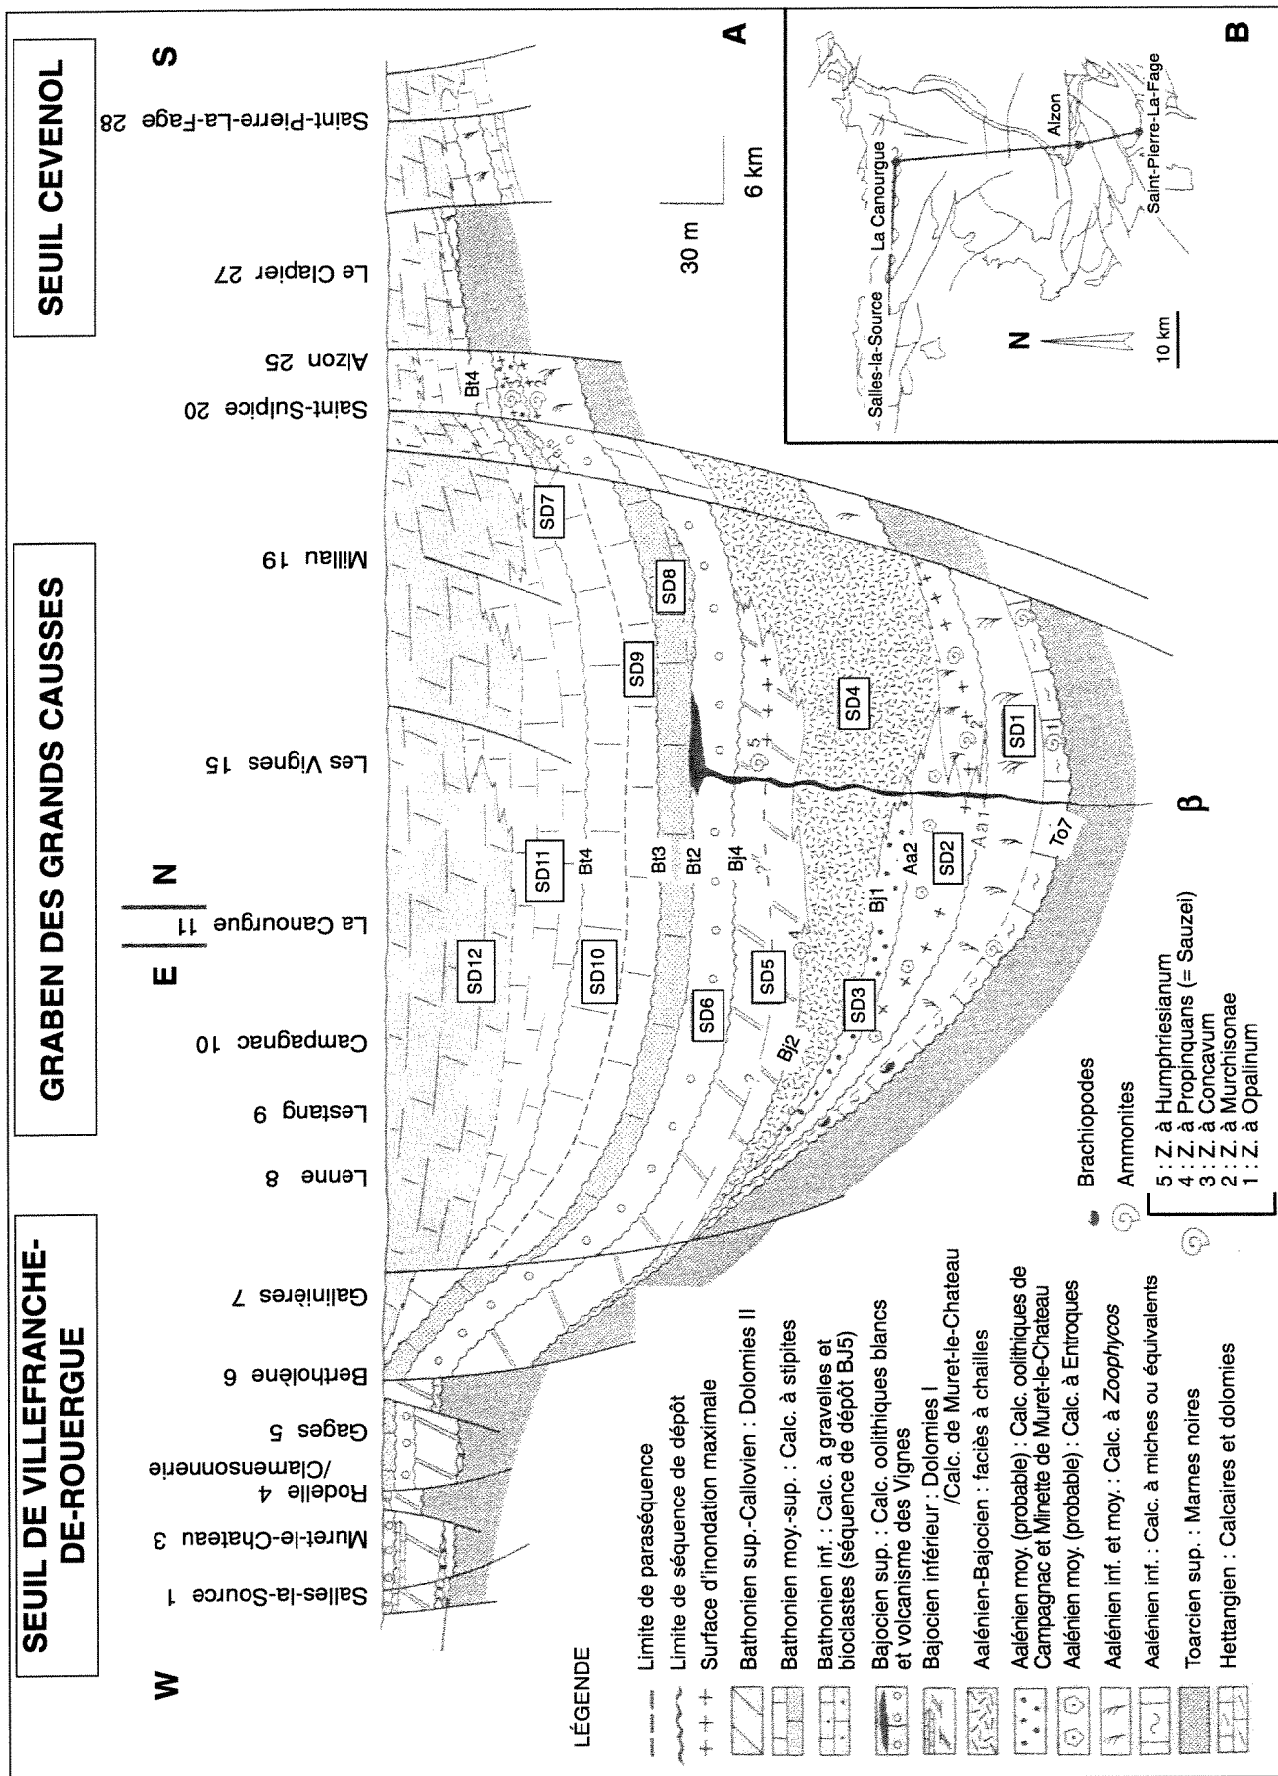 SEUIL DE VILLEFRANCHE-
DE-ROUERGUE
GRABEN DES GRANDS CAUSSES
SEUIL CEVENOL
W
E
N
S
Salles-la-Source 1
Muret-le-Chateau 3
Rodelle 4
/Clamensonnerie
Gages 5
Bertholène 6
Galinières 7
Lenne 8
Lestang 9
Campagnac 10
La Canourgue 11
Les Vignes 15
Millau 19
Saint-Sulpice 20
Alzon 25
Le Clapier 27
Saint-Pierre-La-Fage 28
SD12
SD11
Bt4
SD10
SD9
Bt3
SD8
Bt2
SD7
Bt4
SD6
Bj4
SD5
5
4
Bj2
SD4
SD3
Bj1
Aa2
SD2
2
Aa1
SD1
1
To7
β
30 m
6 km
A
Salles-la-Source
La Canourgue
Alzon
Saint-Pierre-La-Fage
N
10 km
B
LÉGENDE
Limite de paraséquence
Limite de séquence de dépôt
Surface d'inondation maximale
Bathonien sup.-Callovien : Dolomies II
Bathonien moy.-sup. : Calc. à stipites
Bathonien inf. : Calc. à gravelles et
bioclastes (séquence de dépôt BJ5)
Bajocien sup. : Calc. oolithiques blancs
et volcanisme des Vignes
Bajocien inférieur : Dolomies I
/Calc. de Muret-le-Chateau
Aalénien-Bajocien : faciès à chailles
Aalénien moy. (probable) : Calc. oolithiques de
Campagnac et Minette de Muret-le-Chateau
Aalénien moy. (probable) : Calc. à Entroques
Aalénien inf. et moy. : Calc. à Zoophycos
Aalénien inf. : Calc. à miches ou équivalents
Toarcien sup. : Marnes noires
Hettangien : Calcaires et dolomies
Brachiopodes
Ammonites
5 : Z. à Humphriesianum
4 : Z. à Propinquans (= Sauzei)
3 : Z. à Concavum
2 : Z. à Murchisonae
1 : Z. à Opalinum